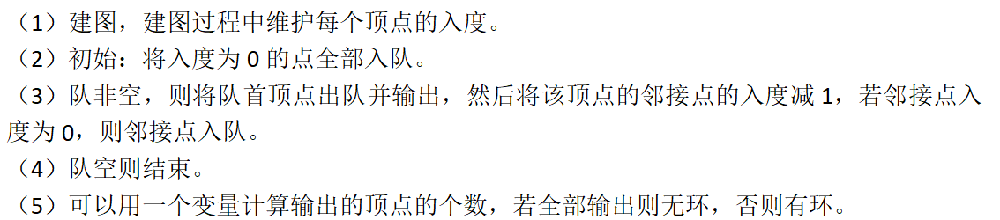 （1）建图，建图过程中维护每个顶点的入度。
（2）初始：将入度为 0 的点全部入队。
（3）队非空，则将队首顶点出队并输出，然后将该顶点的邻接点的入度减 1，若邻接点入
度为 0，则邻接点入队。
（4）队空则结束。
（5）可以用一个变量计算输出的顶点的个数，若全部输出则无环，否则有环。